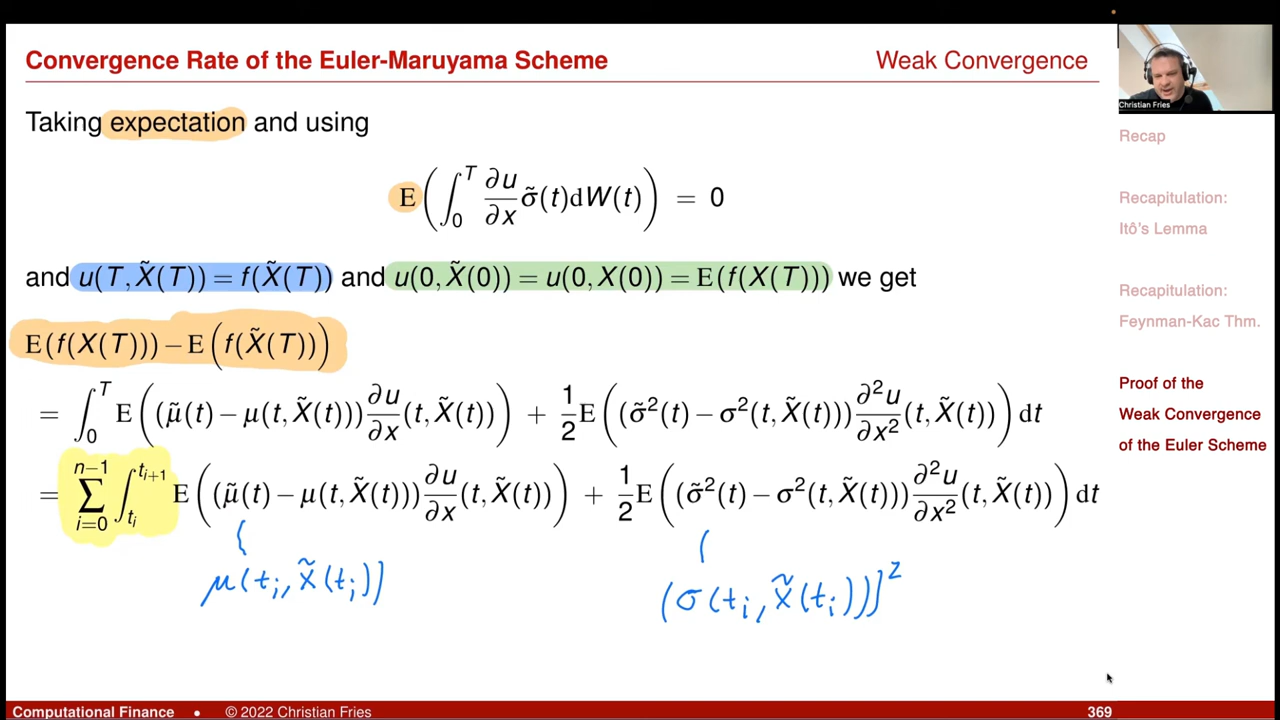 Convergence Rate of the Euler-Maruyama Scheme Weak Convergence
Christian Fries
Taking expectation and using
E(∫_0^T ∂u/∂x σ̃(t)dW(t)) = 0
and u(T,X̃(T)) = f(X̃(T)) and u(0,X̃(0)) = u(0,X(0)) = E(f(X(T))) we get
E(f(X(T))) − E(f(X̃(T)))
= ∫_0^T E((μ̃(t) − μ(t,X̃(t))) ∂u/∂x (t,X̃(t))) + 1/2 E((σ̃²(t) − σ²(t,X̃(t))) ∂²u/∂x² (t,X̃(t))) dt
= ∑_{i=0}^{n−1} ∫_{t_i}^{t_{i+1}} E((μ̃(t) − μ(t,X̃(t))) ∂u/∂x (t,X̃(t))) + 1/2 E((σ̃²(t) − σ²(t,X̃(t))) ∂²u/∂x² (t,X̃(t))) dt
μ(t_i, X̃(t_i)) (σ(t_i, X̃(t_i)))²
Recap
Recapitulation:
Itô's Lemma
Recapitulation:
Feynman-Kac Thm.
Proof of the
Weak Convergence
of the Euler Scheme
Computational Finance • © 2022 Christian Fries 369